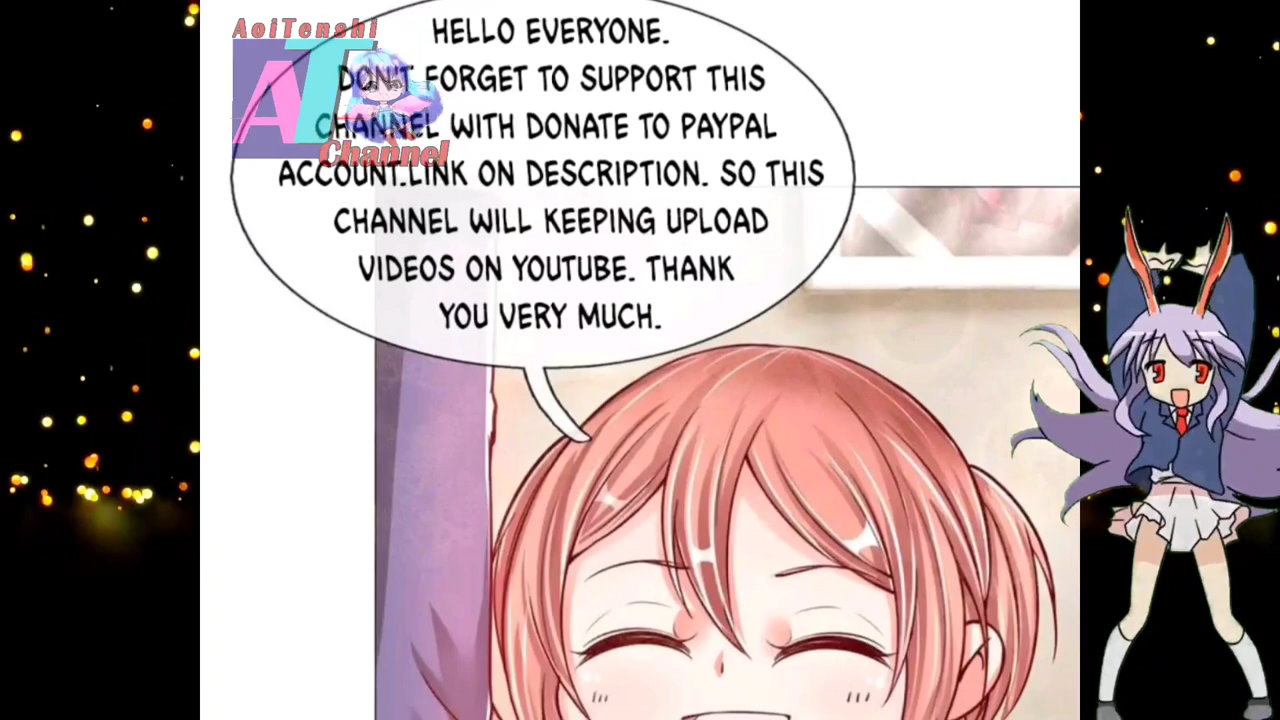 AoiTenshi
AT
Channel
HELLO EVERYONE.
DON'T FORGET TO SUPPORT THIS
CHANNEL WITH DONATE TO PAYPAL
ACCOUNT.LINK ON DESCRIPTION. SO THIS
CHANNEL WILL KEEPING UPLOAD
VIDEOS ON YOUTUBE. THANK
YOU VERY MUCH.